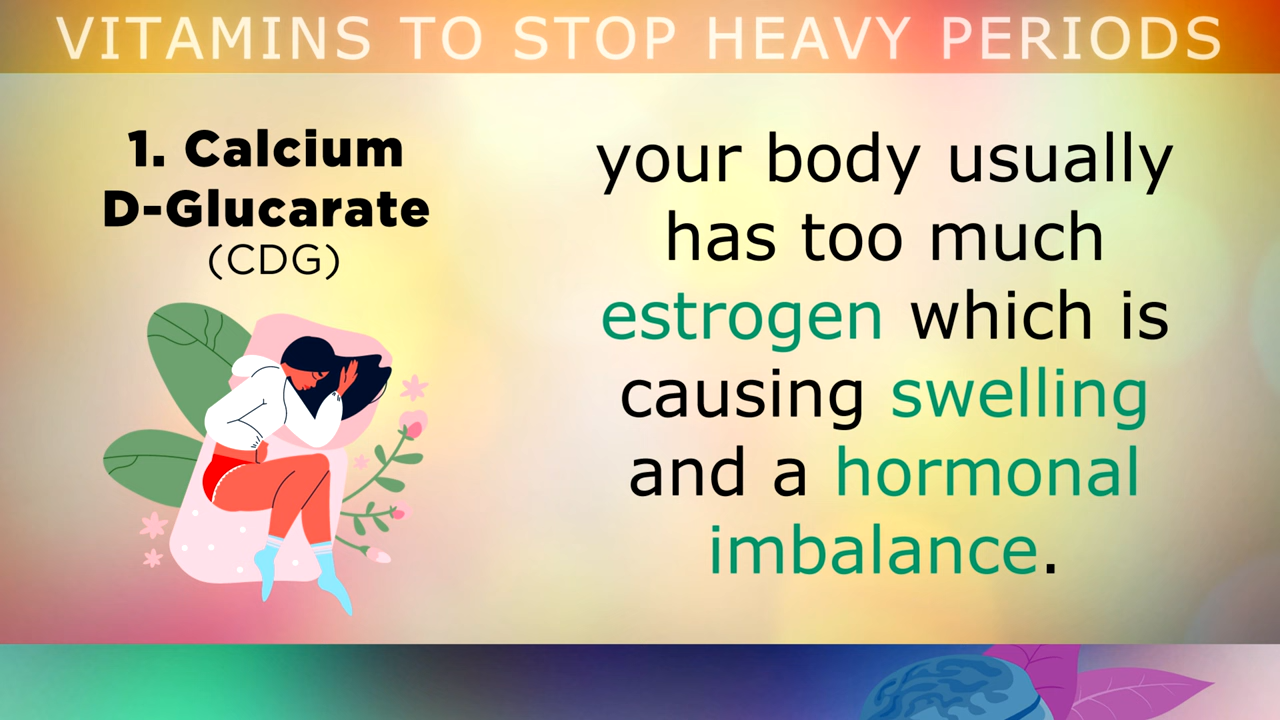 VITAMINS TO STOP HEAVY PERIODS
1. Calcium
D-Glucarate
(CDG)
your body usually
has too much
estrogen which is
causing swelling
and a hormonal
imbalance.